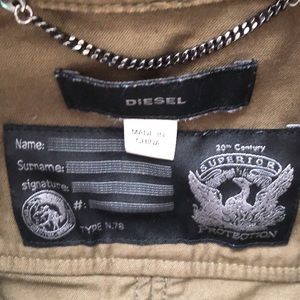 DIESEL
MADE IN
CHINA
Name:
Surname:
signature:
#:
TYPE N.78
20th Century
SUPERIOR
PROTECTION